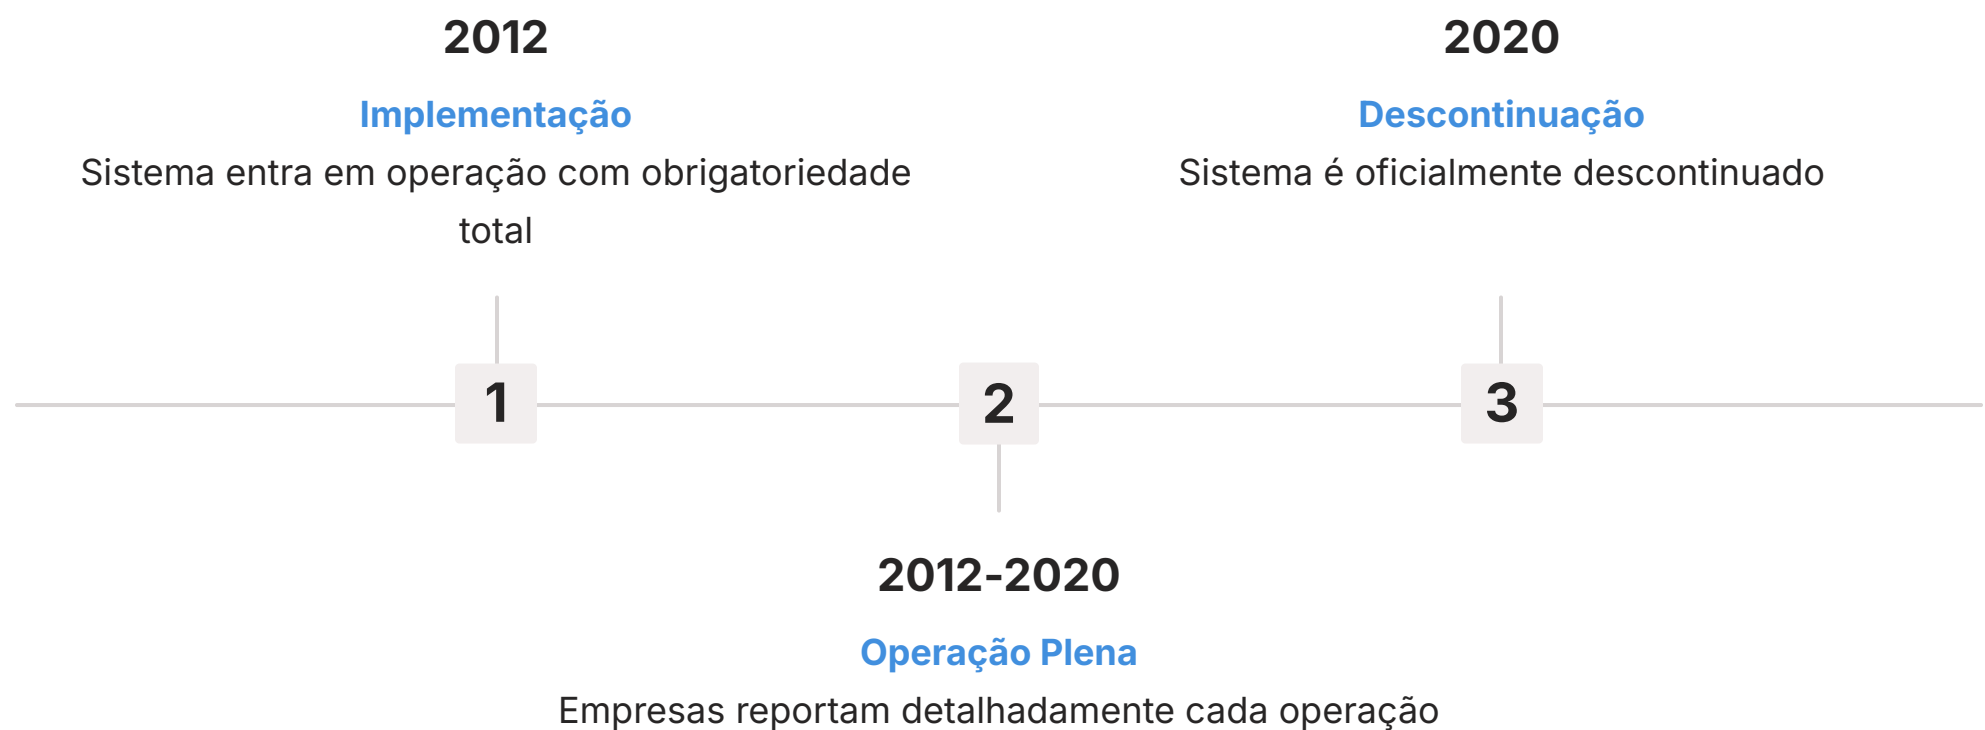 2012
Implementação
Sistema entra em operação com obrigatoriedade
total
2020
Descontinuação
Sistema é oficialmente descontinuado
1
2
3
2012-2020
Operação Plena
Empresas reportam detalhadamente cada operação